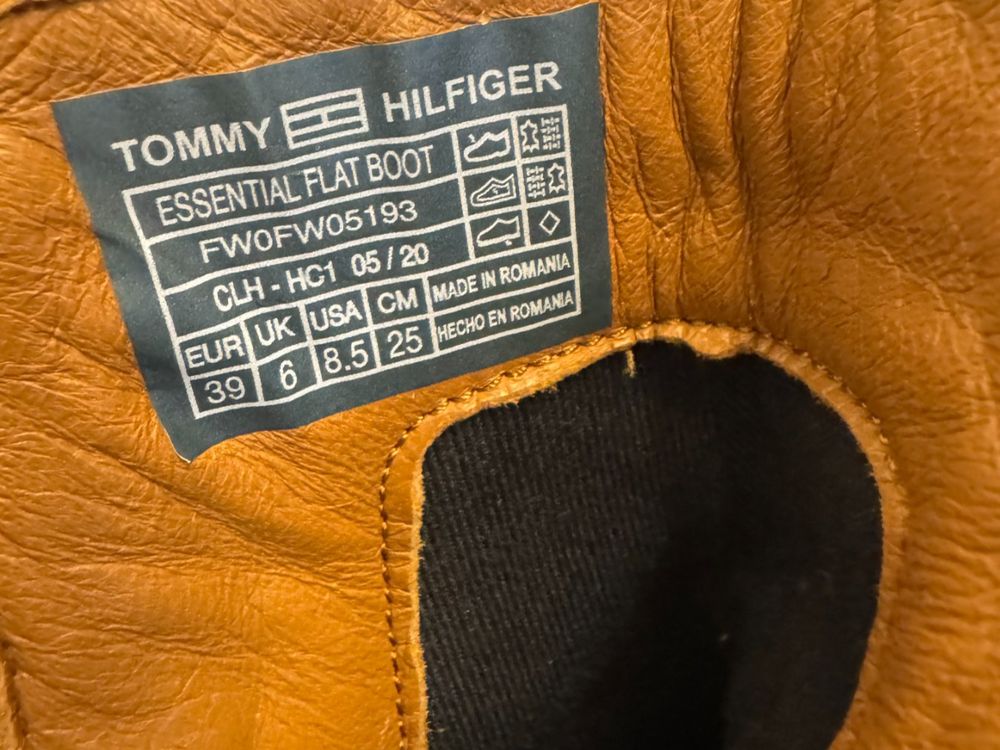 TOMMY HILFIGER
ESSENTIAL FLAT BOOT
FW0FW05193
CLH - HC1 05 / 20
EUR UK USA CM MADE IN ROMANIA
39 6 8.5 25 HECHO EN ROMANIA